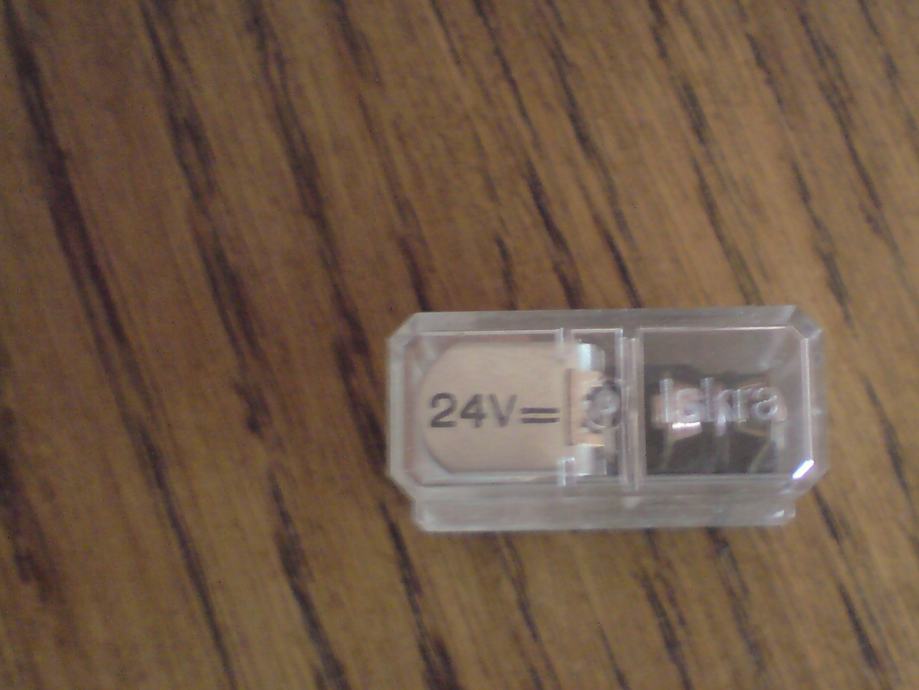 24V=
Iskra